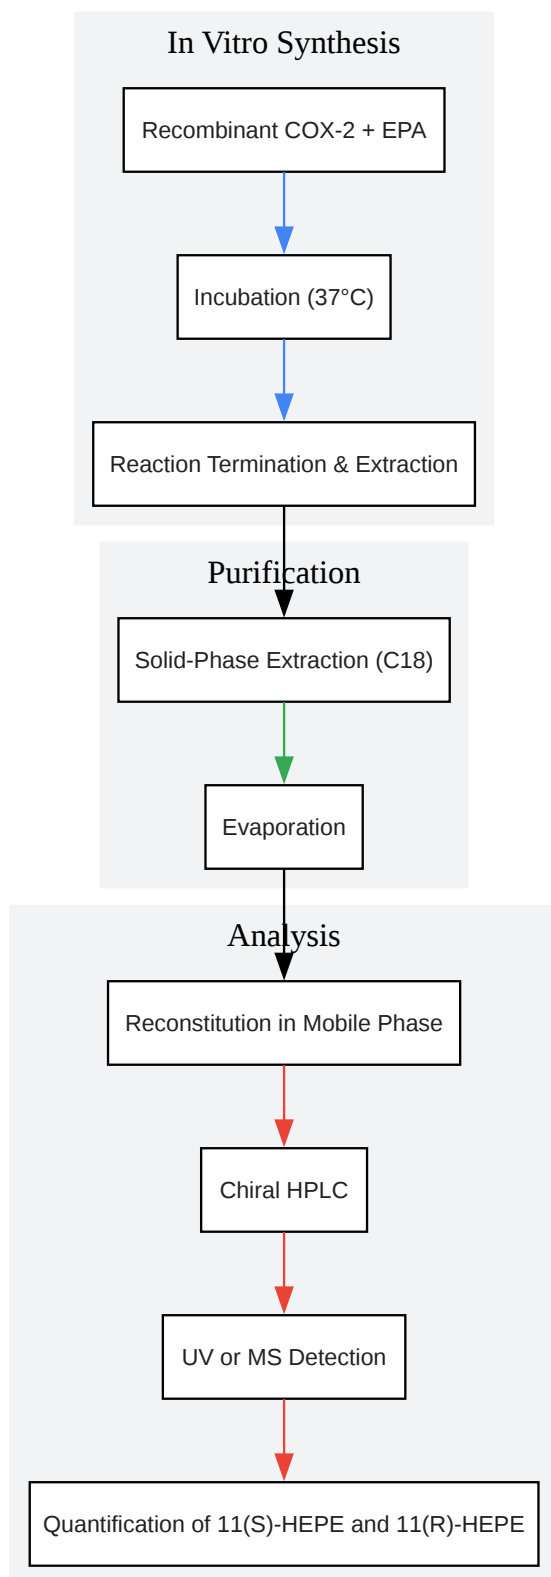 In Vitro Synthesis
Recombinant COX-2 + EPA
Incubation (37°C)
Reaction Termination & Extraction
Purification
Solid-Phase Extraction (C18)
Evaporation
Analysis
Reconstitution in Mobile Phase
Chiral HPLC
UV or MS Detection
Quantification of 11(S)-HEPE and 11(R)-HEPE